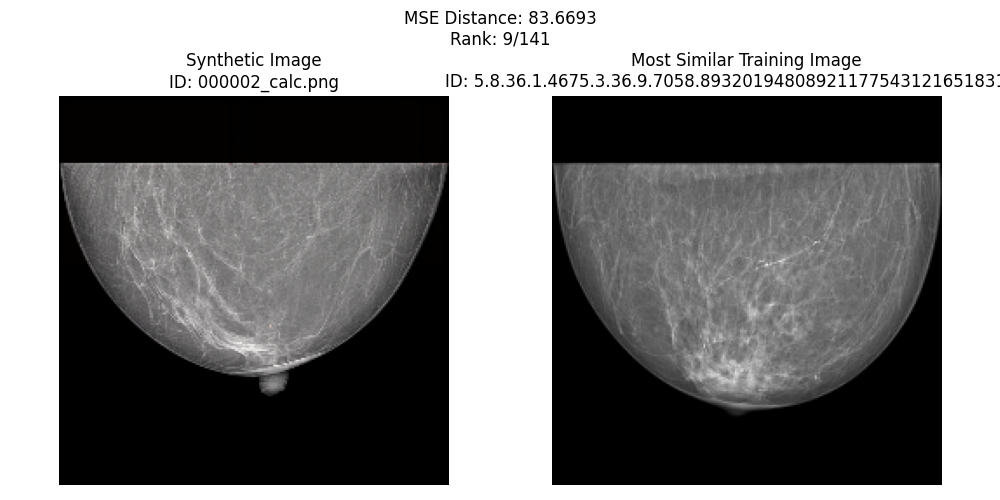 MSE Distance: 83.6693
Rank: 9/141
Synthetic Image
ID: 000002_calc.png
Most Similar Training Image
ID: 5.8.36.1.4675.3.36.9.7058.89320194808921177543121651831